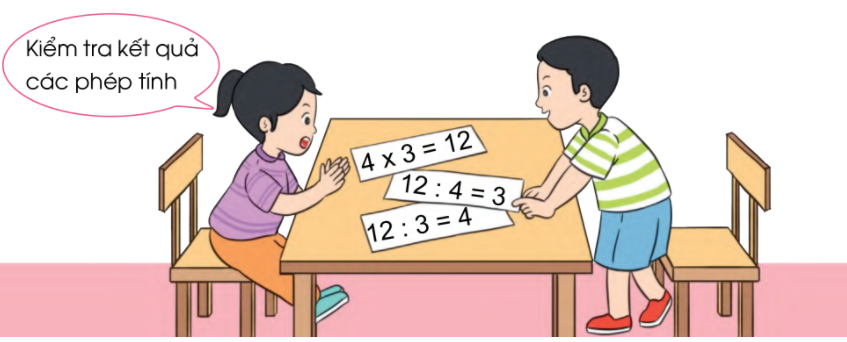 Kiểm tra kết quả
các phép tính
4 x 3 = 12
12 : 4 = 3
12 : 3 = 4